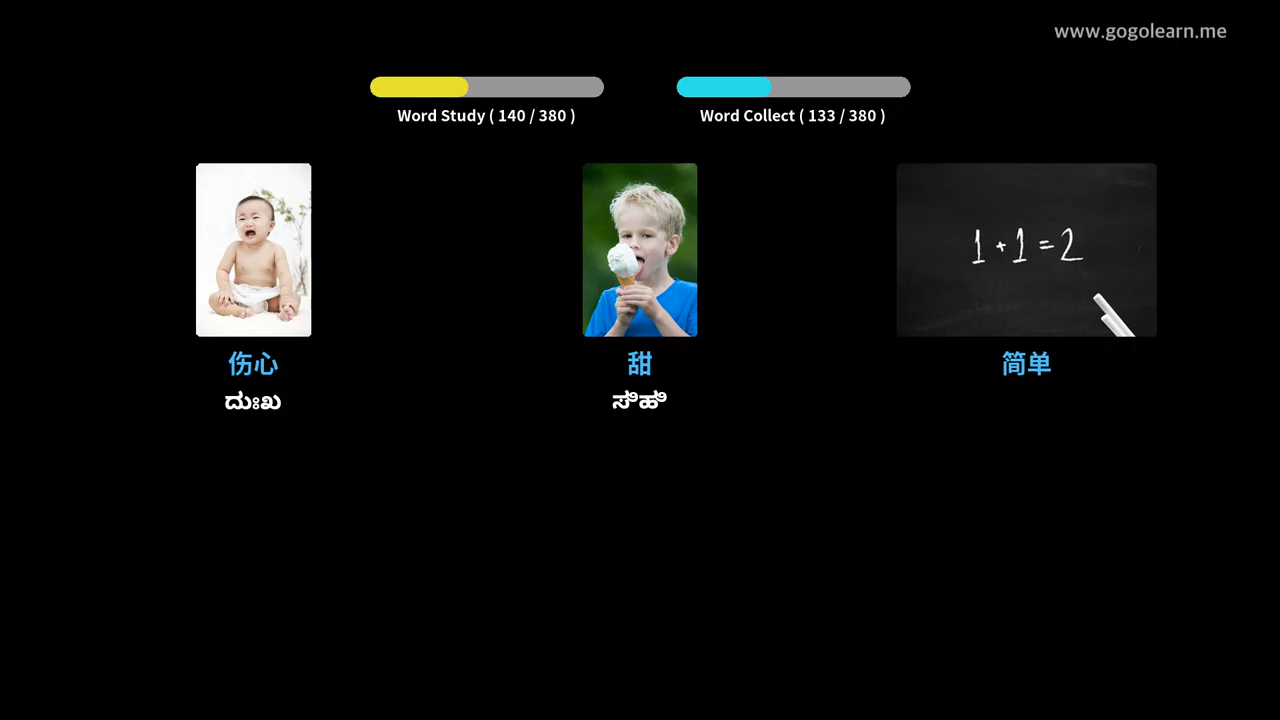 www.gogolearn.me
Word Study ( 140 / 380 )
Word Collect ( 133 / 380 )
1 + 1 = 2
伤心
甜
简单
ದುಃಖ
ಸಿಹಿ